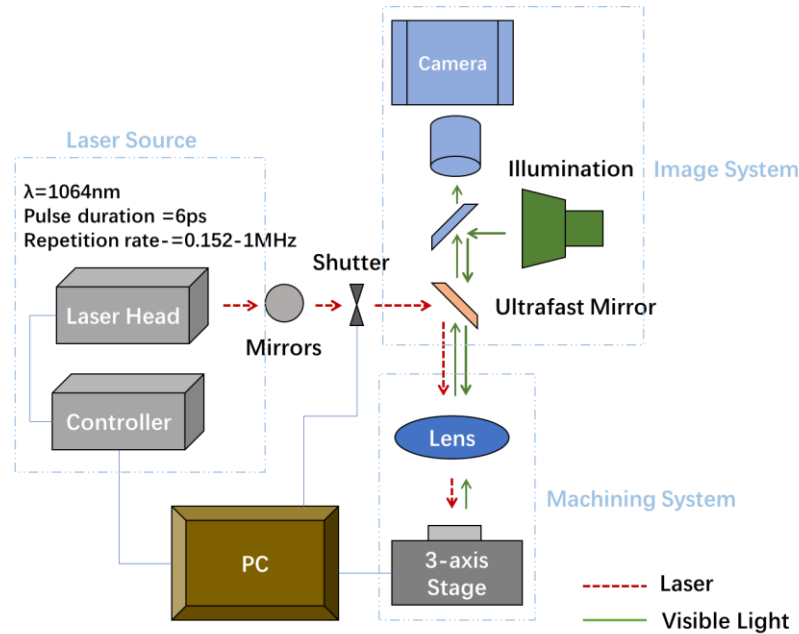 Camera
Laser Source
Illumination
Image System
λ=1064nm
Pulse duration =6ps
Repetition rate-=0.152-1MHz
Shutter
Laser Head
Mirrors
Ultrafast Mirror
Controller
Lens
Machining System
PC
3-axis
Stage
Laser
Visible Light